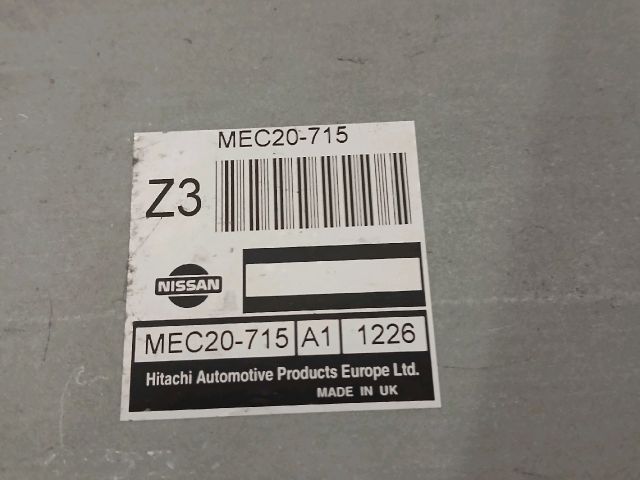 MEC20-715
Z3
NISSAN
MEC20-715 A1 1226
Hitachi Automotive Products Europe Ltd.
MADE IN UK